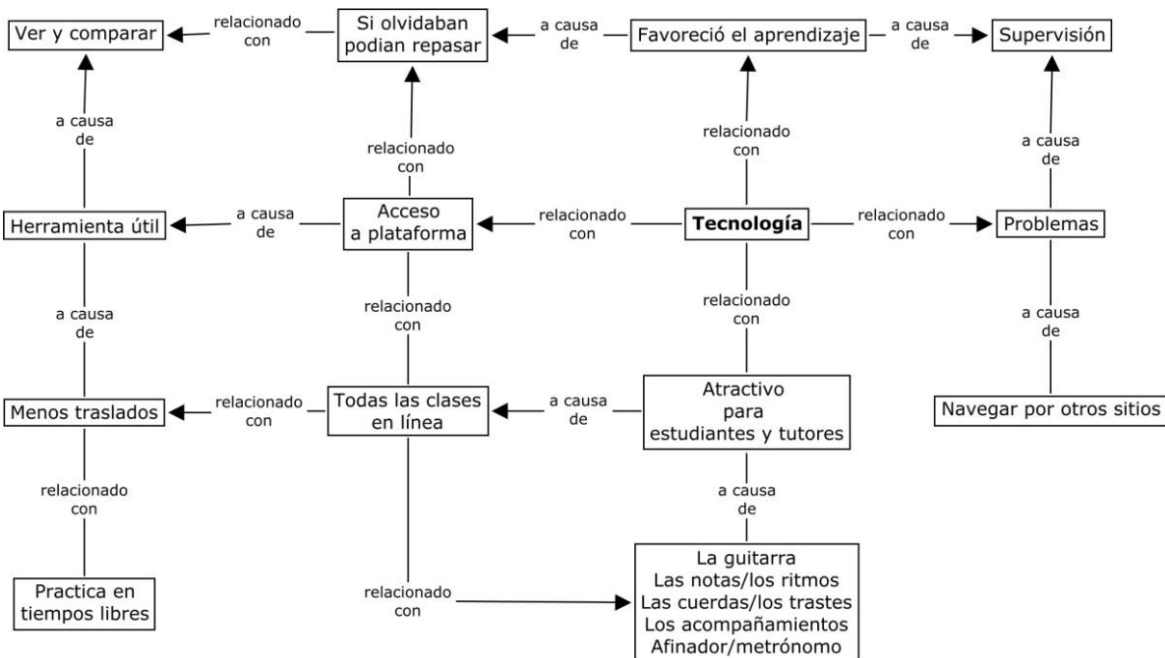 Ver y comparar
relacionado
con
Si olvidaban
podian repasar
a causa
de
Favoreció el aprendizaje
a causa
de
Supervisión
a causa
de
relacionado
con
relacionado
con
a causa
de
Herramienta útil
a causa
de
Acceso
a plataforma
relacionado
con
Tecnología
relacionado
con
Problemas
a causa
de
relacionado
con
relacionado
con
a causa
de
Menos traslados
relacionado
con
Todas las clases
en línea
a causa
de
Atractivo
para
estudiantes y tutores
Navegar por otros sitios
relacionado
con
a causa
de
Practica en
tiempos libres
relacionado
con
La guitarra
Las notas/los ritmos
Las cuerdas/los trastes
Los acompañamientos
Afinador/metrónomo